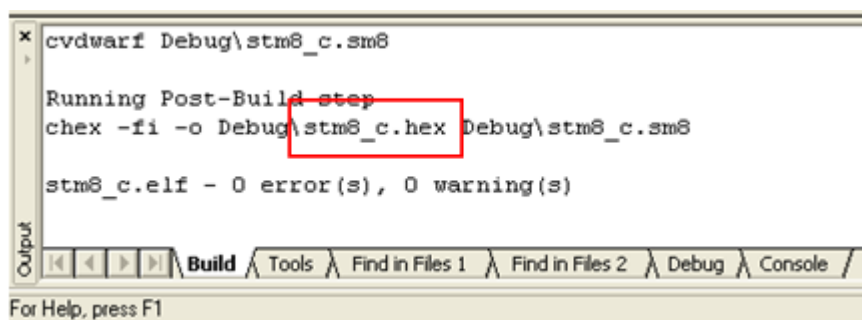 cvdwarf Debug\stm8_c.sm8
Running Post-Build step
chex -fi -o Debug\stm8_c.hex Debug\stm8_c.sm8
stm8_c.elf - 0 error(s), 0 warning(s)
Output
Build Tools Find in Files 1 Find in Files 2 Debug Console
For Help, press F1